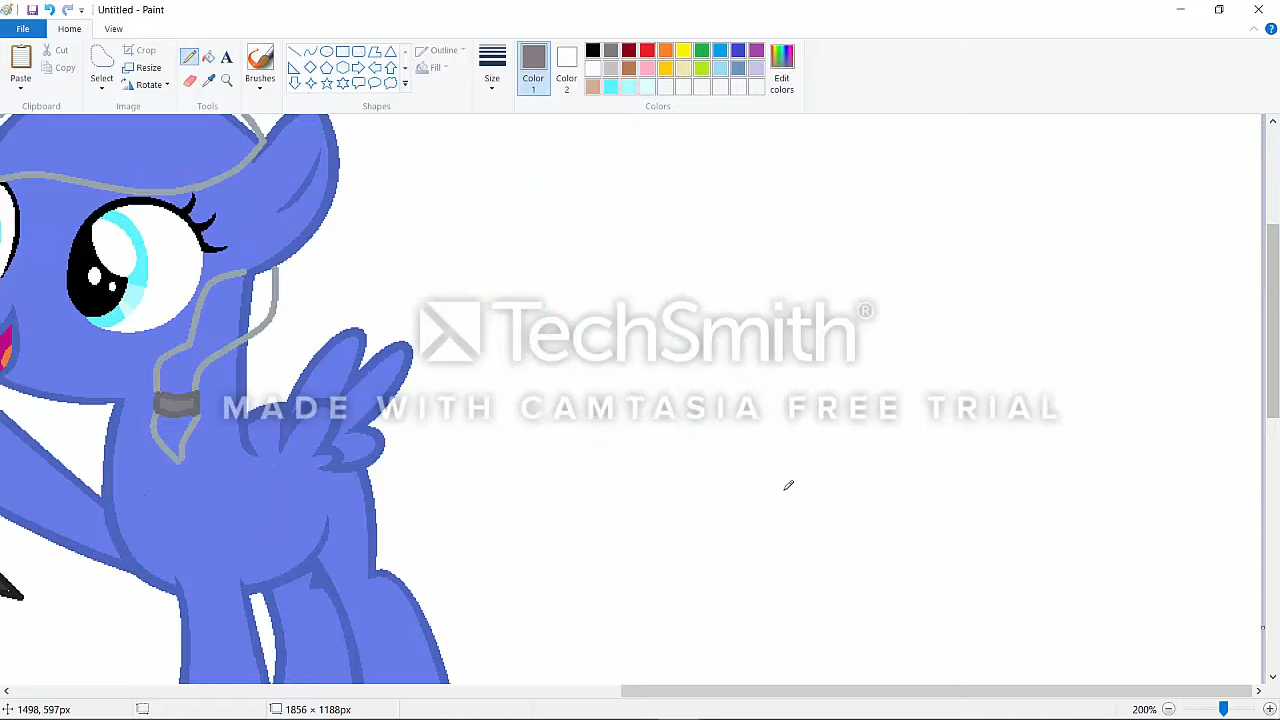 Untitled - Paint
File
Home
View
Paste
Cut
Copy
Clipboard
Select
Crop
Resize
Rotate
Image
A
Tools
Brushes
Outline
Fill
Shapes
Size
Color
1
Color
2
Edit
colors
Colors
TechSmith®
MADE WITH CAMTASIA FREE TRIAL
1498, 597px
1856 × 1188px
200%